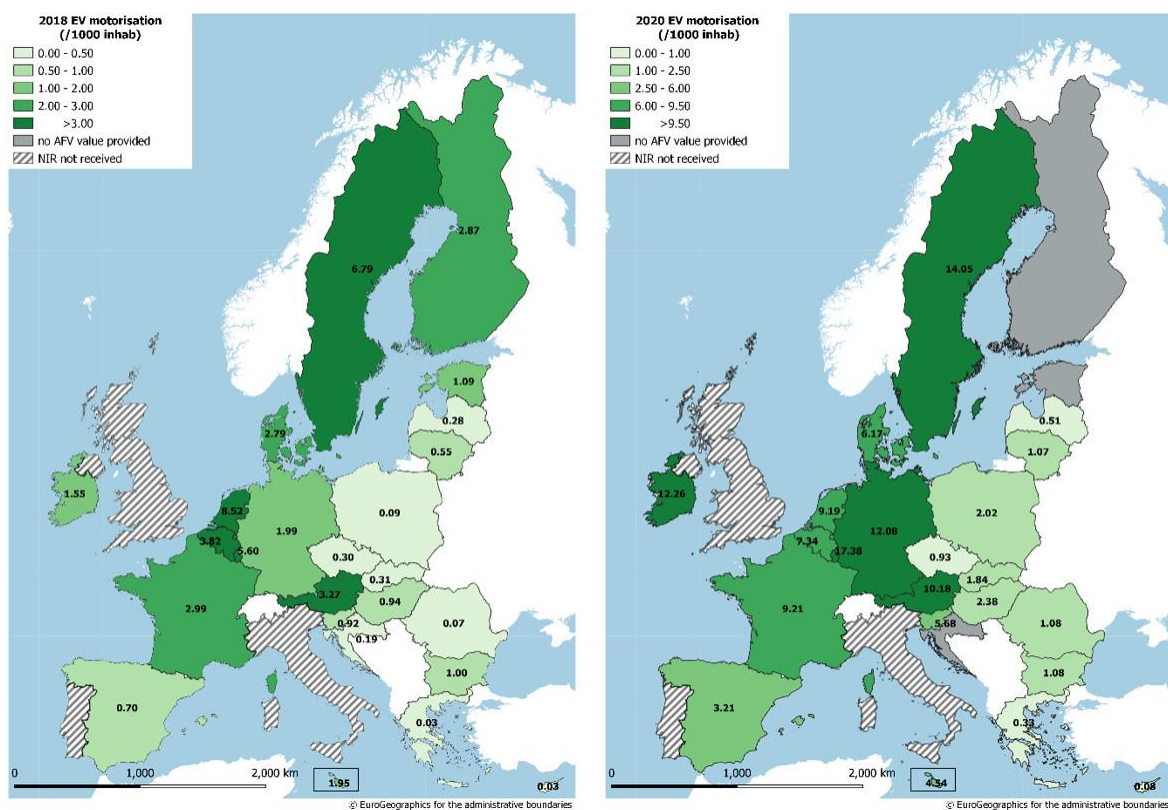 2018 EV motorisation
(/1000 inhab)
0.00 - 0.50
0.50 - 1.00
1.00 - 2.00
2.00 - 3.00
>3.00
no AFV value provided
NIR not received
2.87
6.79
1.09
0.28
2.79
0.55
1.55
8.52
0.09
1.99
3.82
5.60
0.30
0.31
3.27
0.94
2.99
0.92
0.07
0.19
1.00
0.70
0.03
0
1,000
2,000 km
1.95
0.03
© EuroGeographics for the administrative boundaries
2020 EV motorisation
(/1000 inhab)
0.00 - 1.00
1.00 - 2.50
2.50 - 6.00
6.00 - 9.50
>9.50
no AFV value provided
NIR not received
14.05
0.51
6.17
1.07
12.26
9.19
2.02
12.08
7.34
17.38
0.93
1.84
10.18
2.38
9.21
5.68
1.08
1.08
3.21
0.33
0
1,000
2,000 km
4.54
0.08
© EuroGeographics for the administrative boundaries